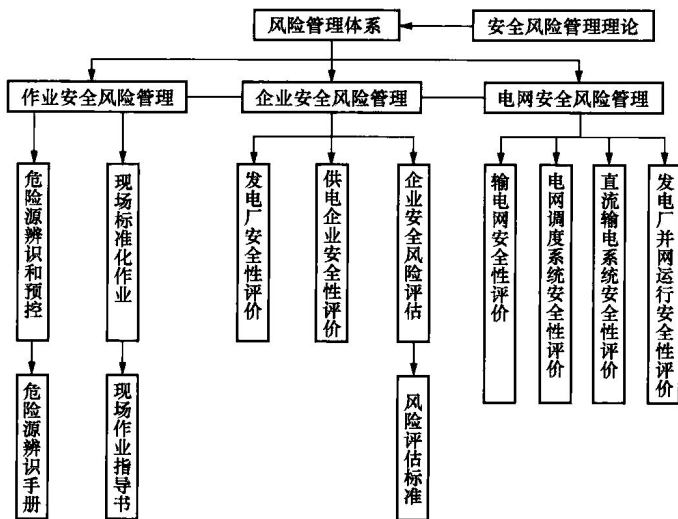 风险管理体系
安全风险管理理论
作业安全风险管理
企业安全风险管理
电网安全风险管理
危险源辨识和预控
现场标准化作业
发电厂安全性评价
供电企业安全性评价
企业安全风险评估
输电网安全性评价
电网调度系统安全性评价
直流输电系统安全性评价
发电厂并网运行安全性评价
危险源辨识手册
现场作业指导书
风险评估标准